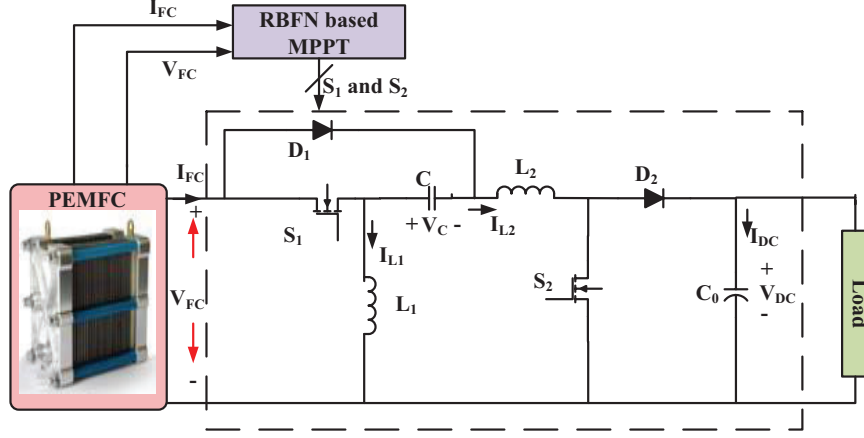 I_FC
RBFN based
MPPT
V_FC
S_1 and S_2
D_1
I_FC
PEMFC
+
C
L_2
D_2
S_1
+ V_C -
I_L2
I_L1
I_DC
V_FC
L_1
S_2
C_0
+
V_DC
-
Load
-